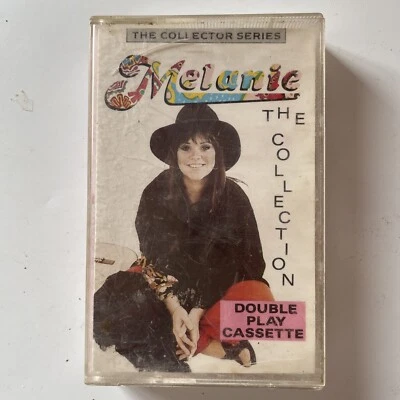 THE COLLECTOR SERIES
Melanie
THE COLLECTION
DOUBLE
PLAY
CASSETTE